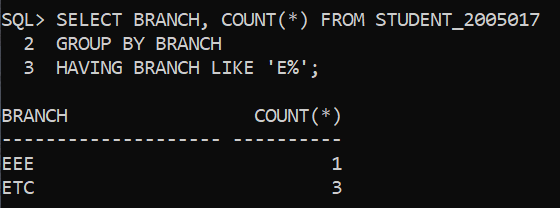 SQL> SELECT BRANCH, COUNT(*) FROM STUDENT_2005017
  2  GROUP BY BRANCH
  3  HAVING BRANCH LIKE 'E%';

BRANCH                 COUNT(*)
-------------------- ----------
EEE                           1
ETC                           3